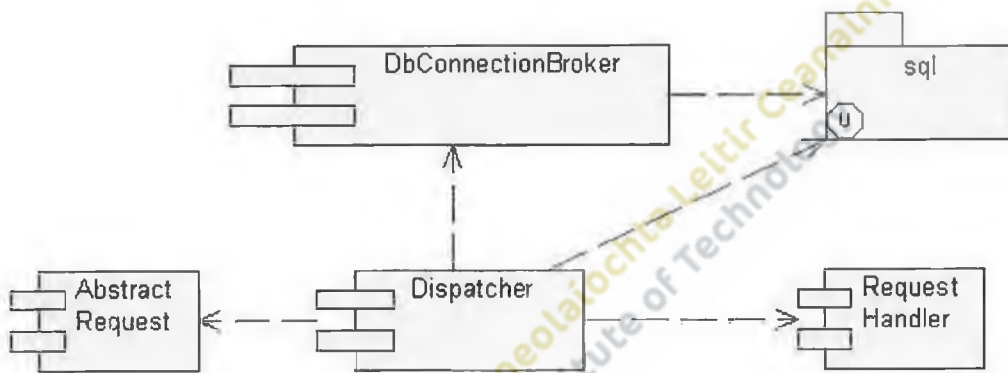 DbConnectionBroker
sql
U
Abstract
Request
Dispatcher
Request
Handler